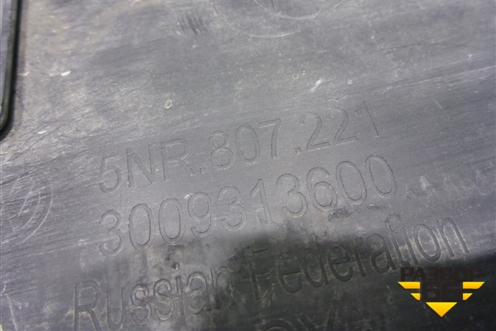 5NR.807.221
3009313600
Russian Federation